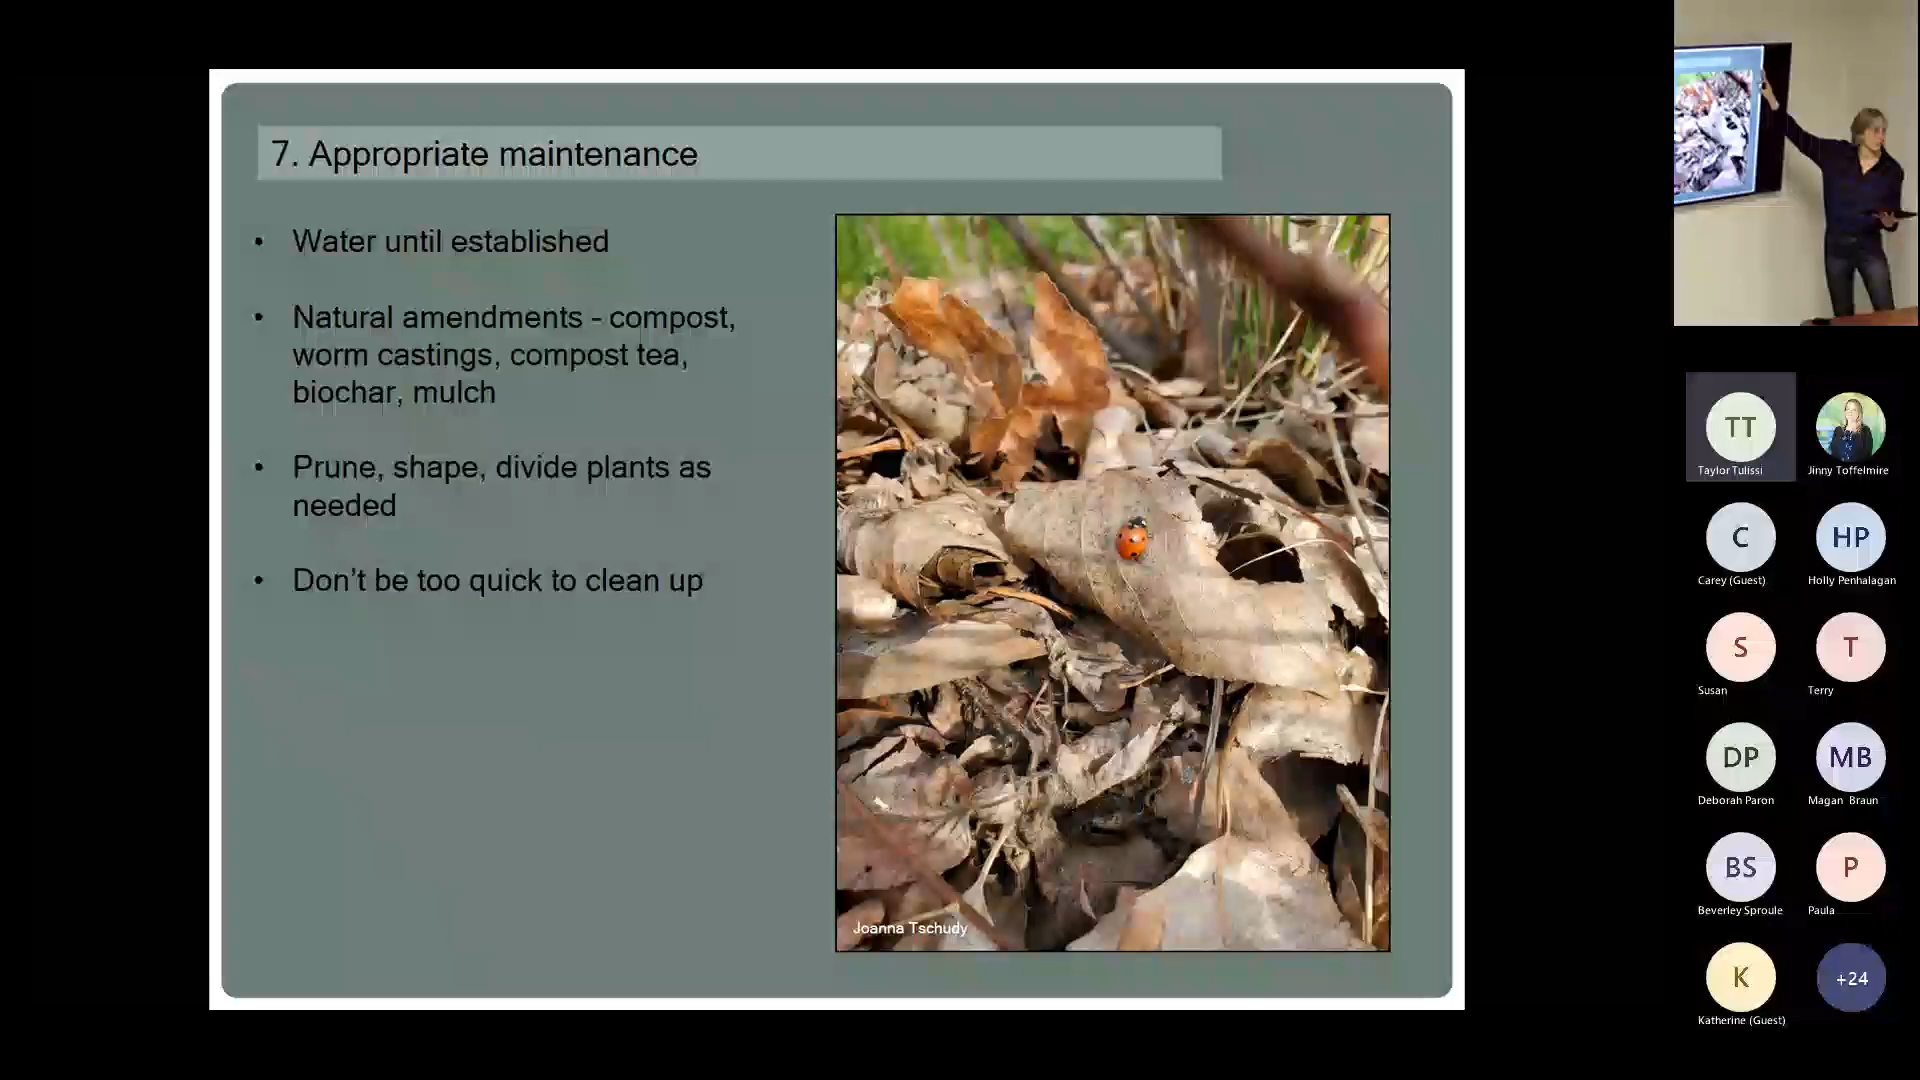 7. Appropriate maintenance
• Water until established
• Natural amendments - compost,
worm castings, compost tea,
biochar, mulch
• Prune, shape, divide plants as
needed
• Don’t be too quick to clean up
Joanna Tschudy
TT
Taylor Tulissi
Jinny Toffelmire
C
Carey (Guest)
HP
Holly Penhalagan
S
Susan
T
Terry
DP
Deborah Paron
MB
Magan Braun
BS
Beverley Sproule
P
Paula
K
Katherine (Guest)
+24